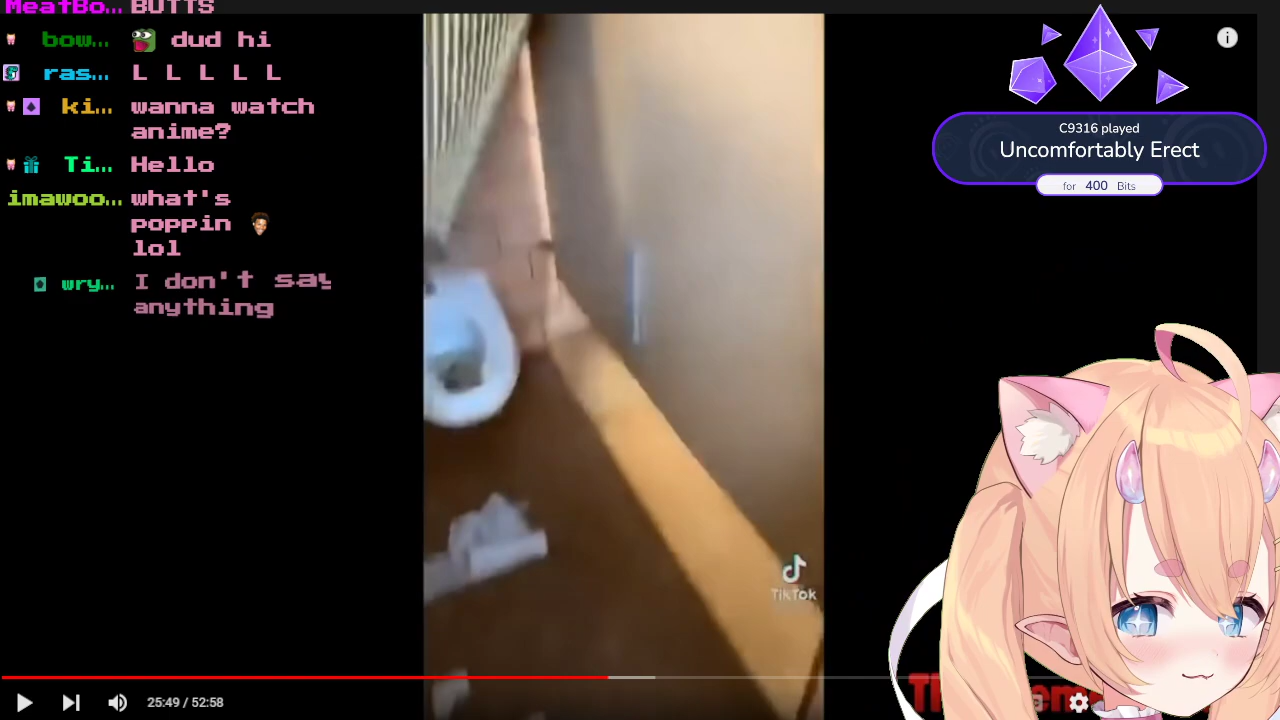 MeatBo... BUTTS
bow... dud hi
ras... L L L L L
ki... wanna watch
anime?
Ti... Hello
imawoo... what's
poppin
lol
wry... I don't say
anything
C9316 played
Uncomfortably Erect
for 400 Bits
TikTok
25:49 / 52:58